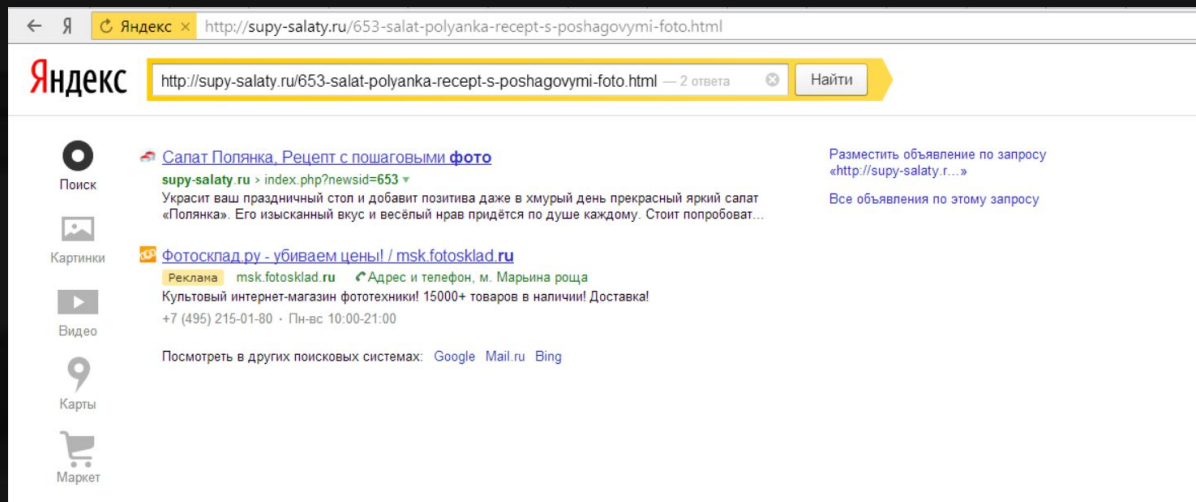 Я Яндекс × http://supy-salaty.ru/653-salat-polyanka-recept-s-poshagovymi-foto.html
Яндекс http://supy-salaty.ru/653-salat-polyanka-recept-s-poshagovymi-foto.html — 2 ответа Найти
Поиск
Картинки
Видео
Карты
Маркет
Салат Полянка, Рецепт с пошаговыми фото
supy-salaty.ru › index.php?newsid=653
Украсит ваш праздничный стол и добавит позитива даже в хмурый день прекрасный яркий салат
«Полянка». Его изысканный вкус и весёлый нрав придётся по душе каждому. Стоит попробоват...
Фотосклад.ру - убиваем цены! / msk.fotosklad.ru
Реклама msk.fotosklad.ru Адрес и телефон, м. Марьина роща
Культовый интернет-магазин фототехники! 15000+ товаров в наличии! Доставка!
+7 (495) 215-01-80 · Пн-вс 10:00-21:00
Посмотреть в других поисковых системах: Google Mail.ru Bing
Разместить объявление по запросу
«http://supy-salaty.r...»
Все объявления по этому запросу